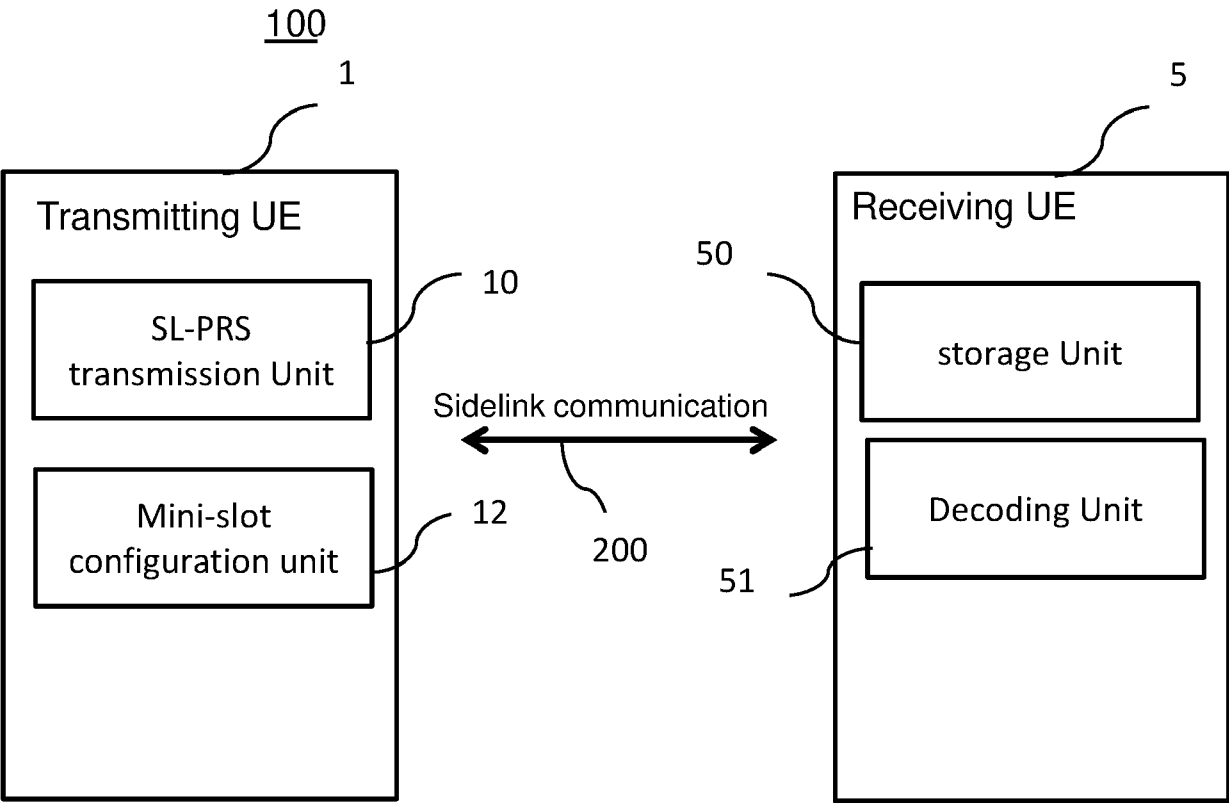 100
1
5
Transmitting UE
Receiving UE
10
50
SL-PRS
transmission Unit
storage Unit
Sidelink communication
Mini-slot
configuration unit
12
200
Decoding Unit
51